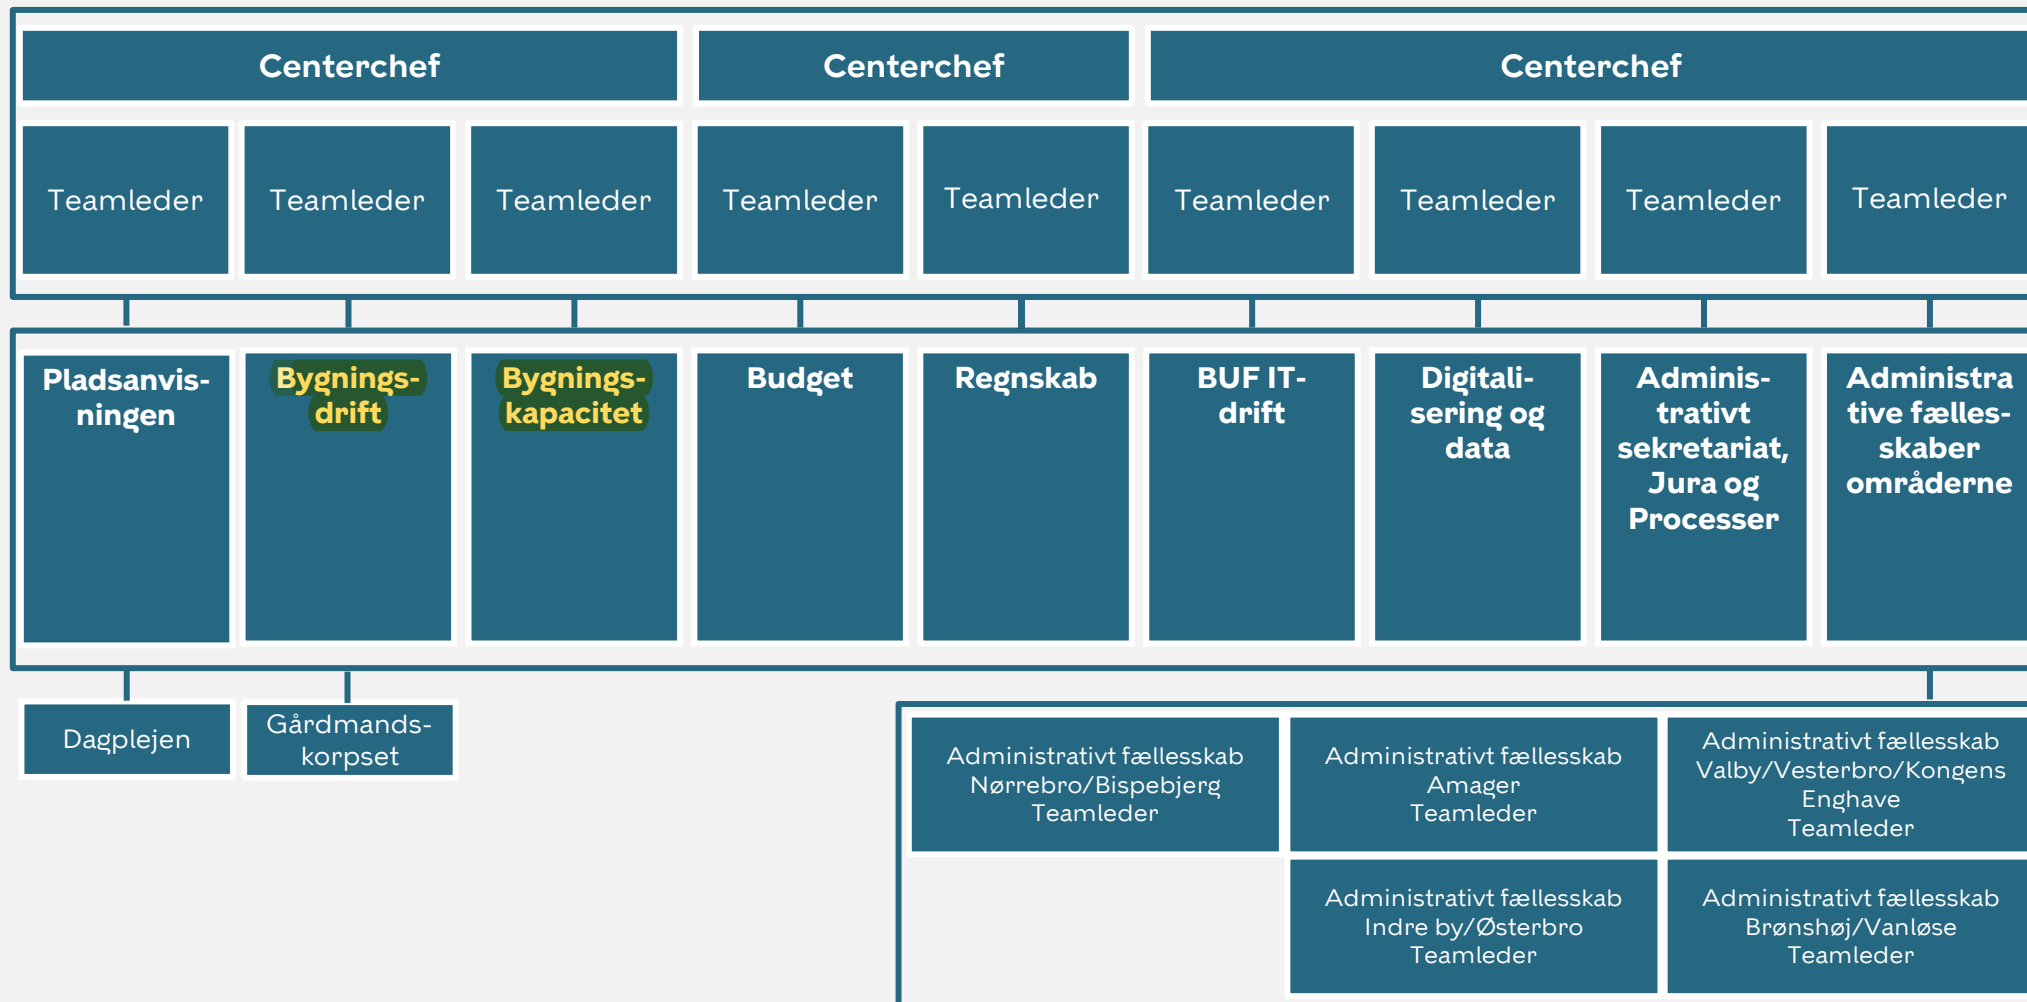 Centerchef
Centerchef
Centerchef
Teamleder
Teamleder
Teamleder
Teamleder
Teamleder
Teamleder
Teamleder
Teamleder
Teamleder
Pladsanvis-
ningen
Bygnings-
drift
Bygnings-
kapacitet
Budget
Regnskab
BUF IT-
drift
Digitali-
sering og
data
Adminis-
trativt
sekretariat,
Jura og
Processer
Administra
tive fælles-
skaber
områderne
Dagplejen
Gårdmands-
korpset
Administrativt fællesskab
Nørrebro/Bispebjerg
Teamleder
Administrativt fællesskab
Amager
Teamleder
Administrativt fællesskab
Valby/Vesterbro/Kongens
Enghave
Teamleder
Administrativt fællesskab
Indre by/Østerbro
Teamleder
Administrativt fællesskab
Brønshøj/Vanløse
Teamleder